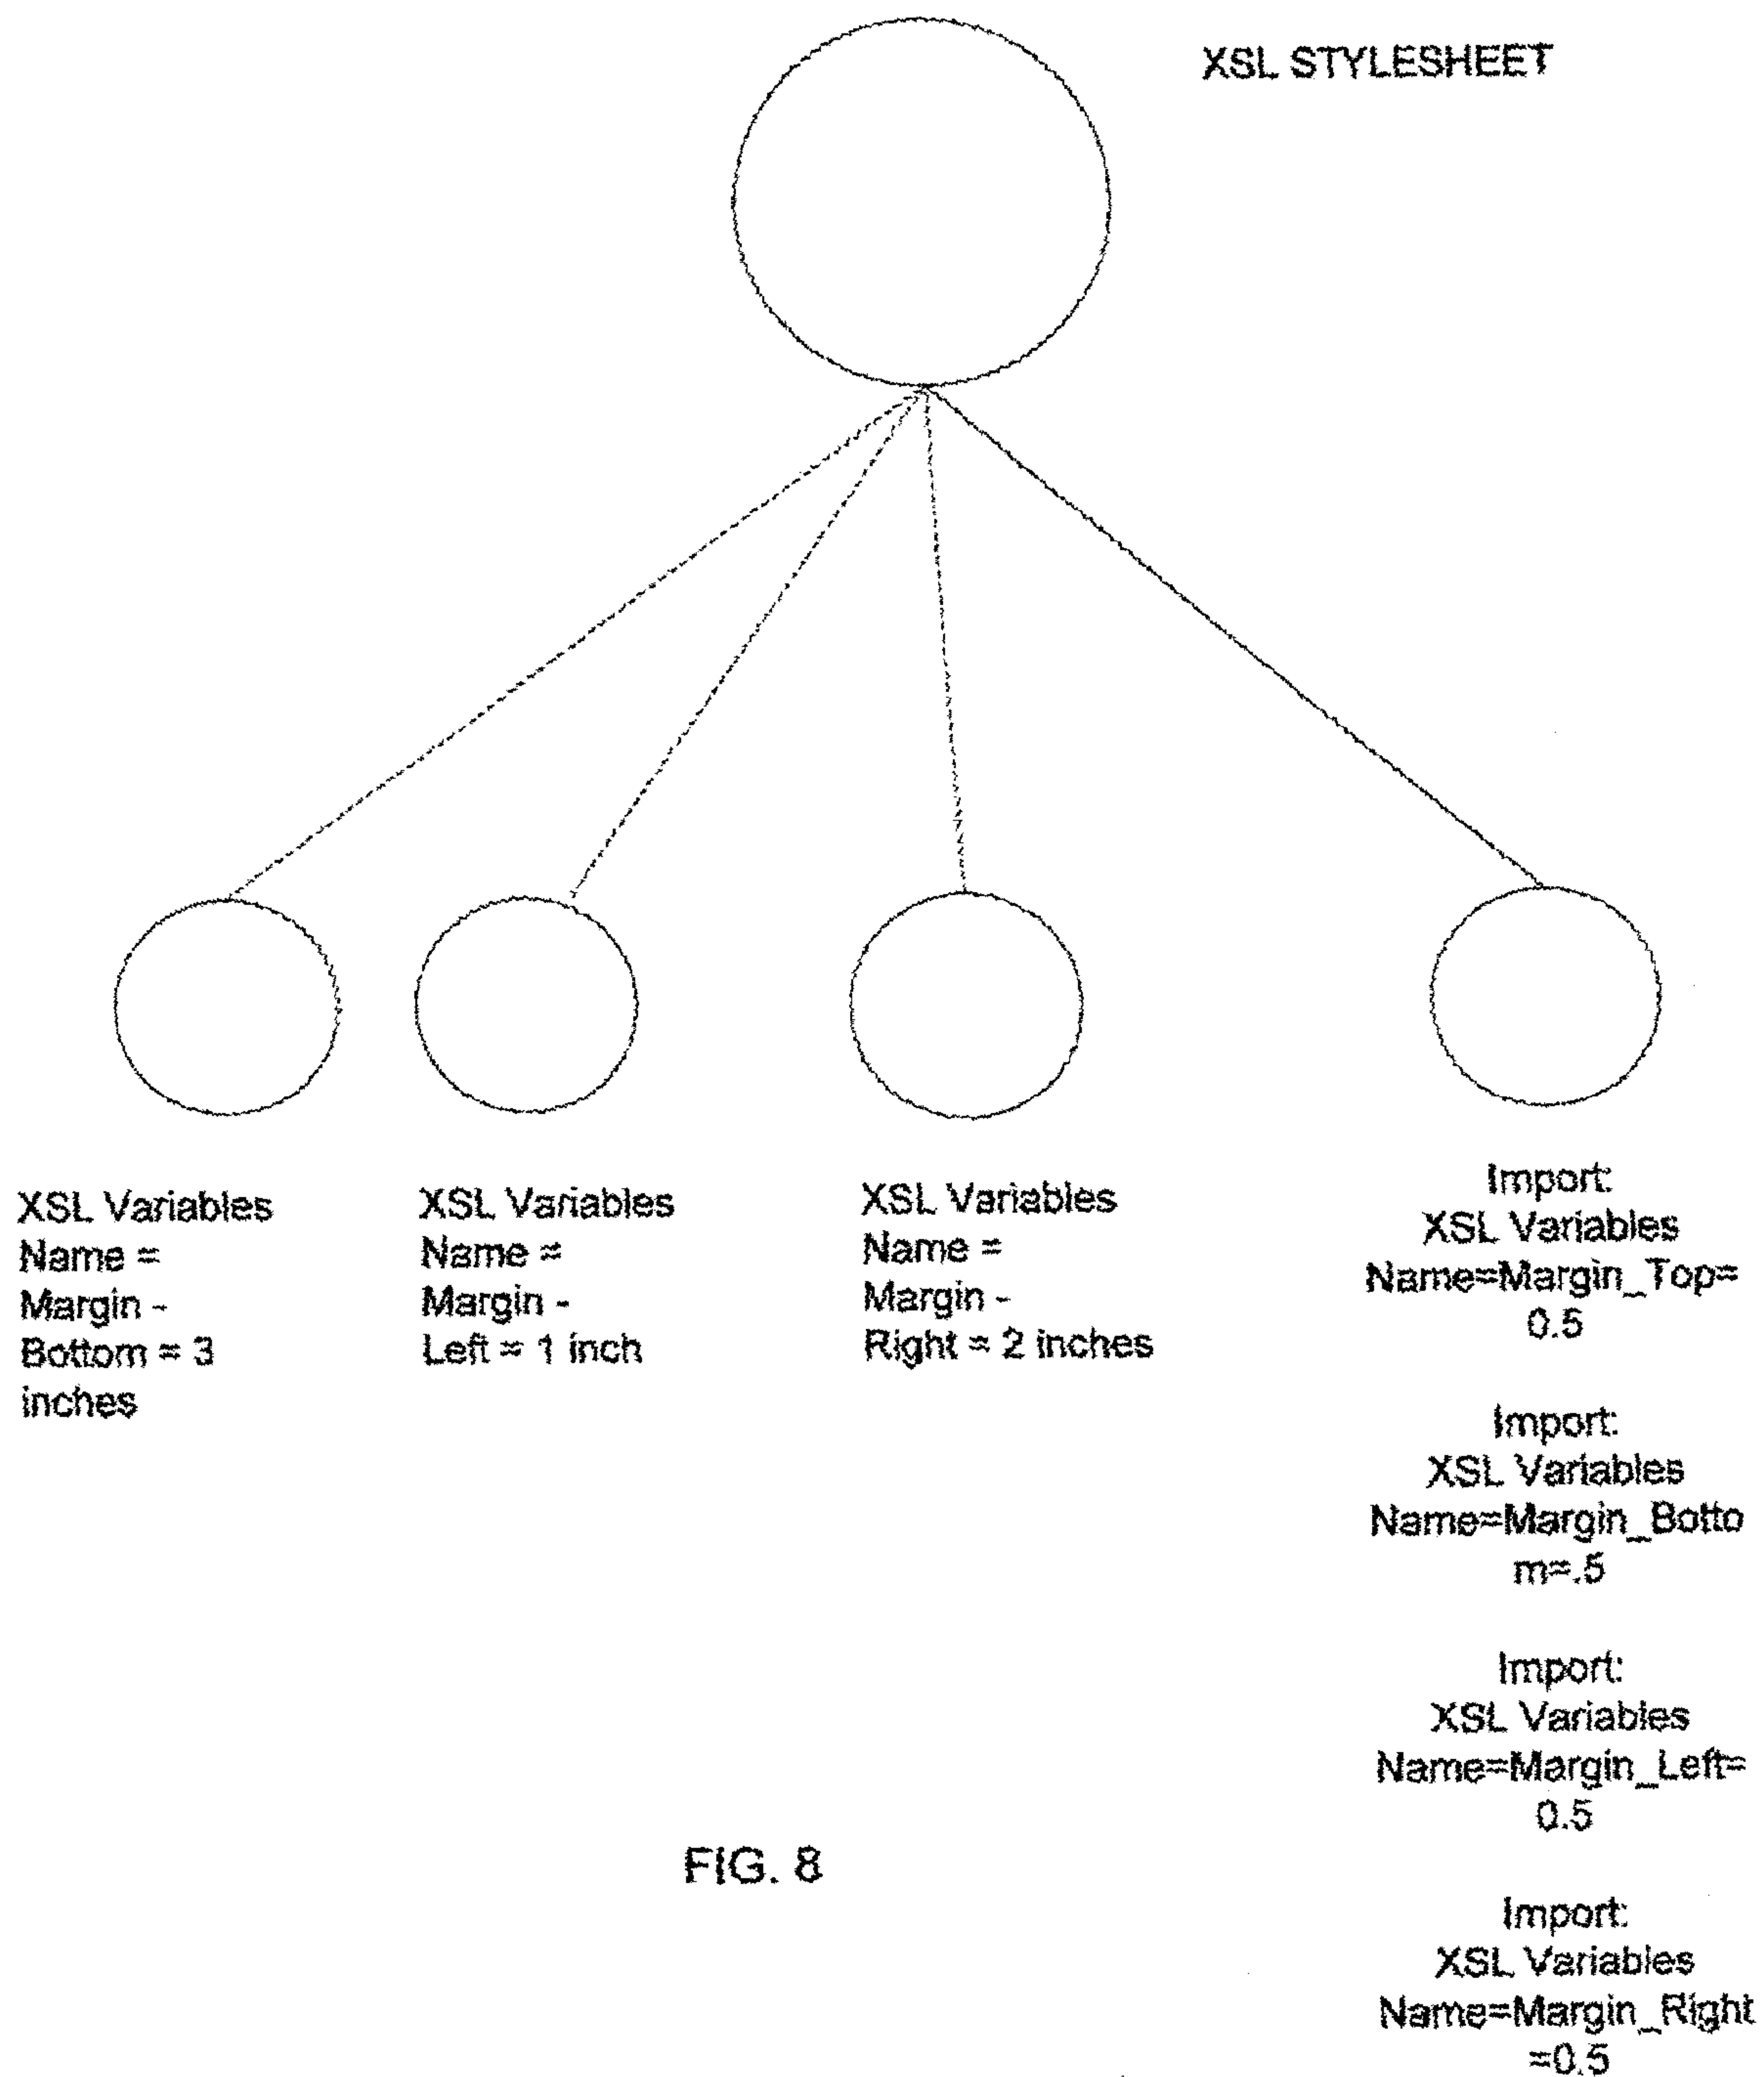 XSL STYLESHEET
XSL Variables
Name =
Margin -
Bottom = 3
inches
XSL Variables
Name =
Margin -
Left = 1 inch
XSL Variables
Name =
Margin -
Right = 2 inches
Import:
XSL Variables
Name=Margin_Top=
0.5
Import:
XSL Variables
Name=Margin_Botto
m=.5
Import:
XSL Variables
Name=Margin_Left=
0.5
Import:
XSL Variables
Name=Margin_Right
=0.5
FIG. 8